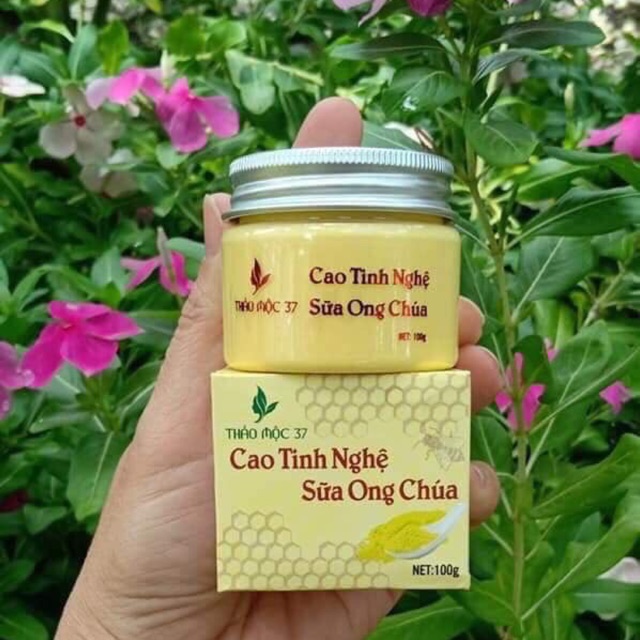 THẢO MỘC 37
Cao Tinh Nghệ
Sữa Ong Chúa
NET: 100g
THẢO MỘC 37
Cao Tinh Nghệ
Sữa Ong Chúa
NET:100g